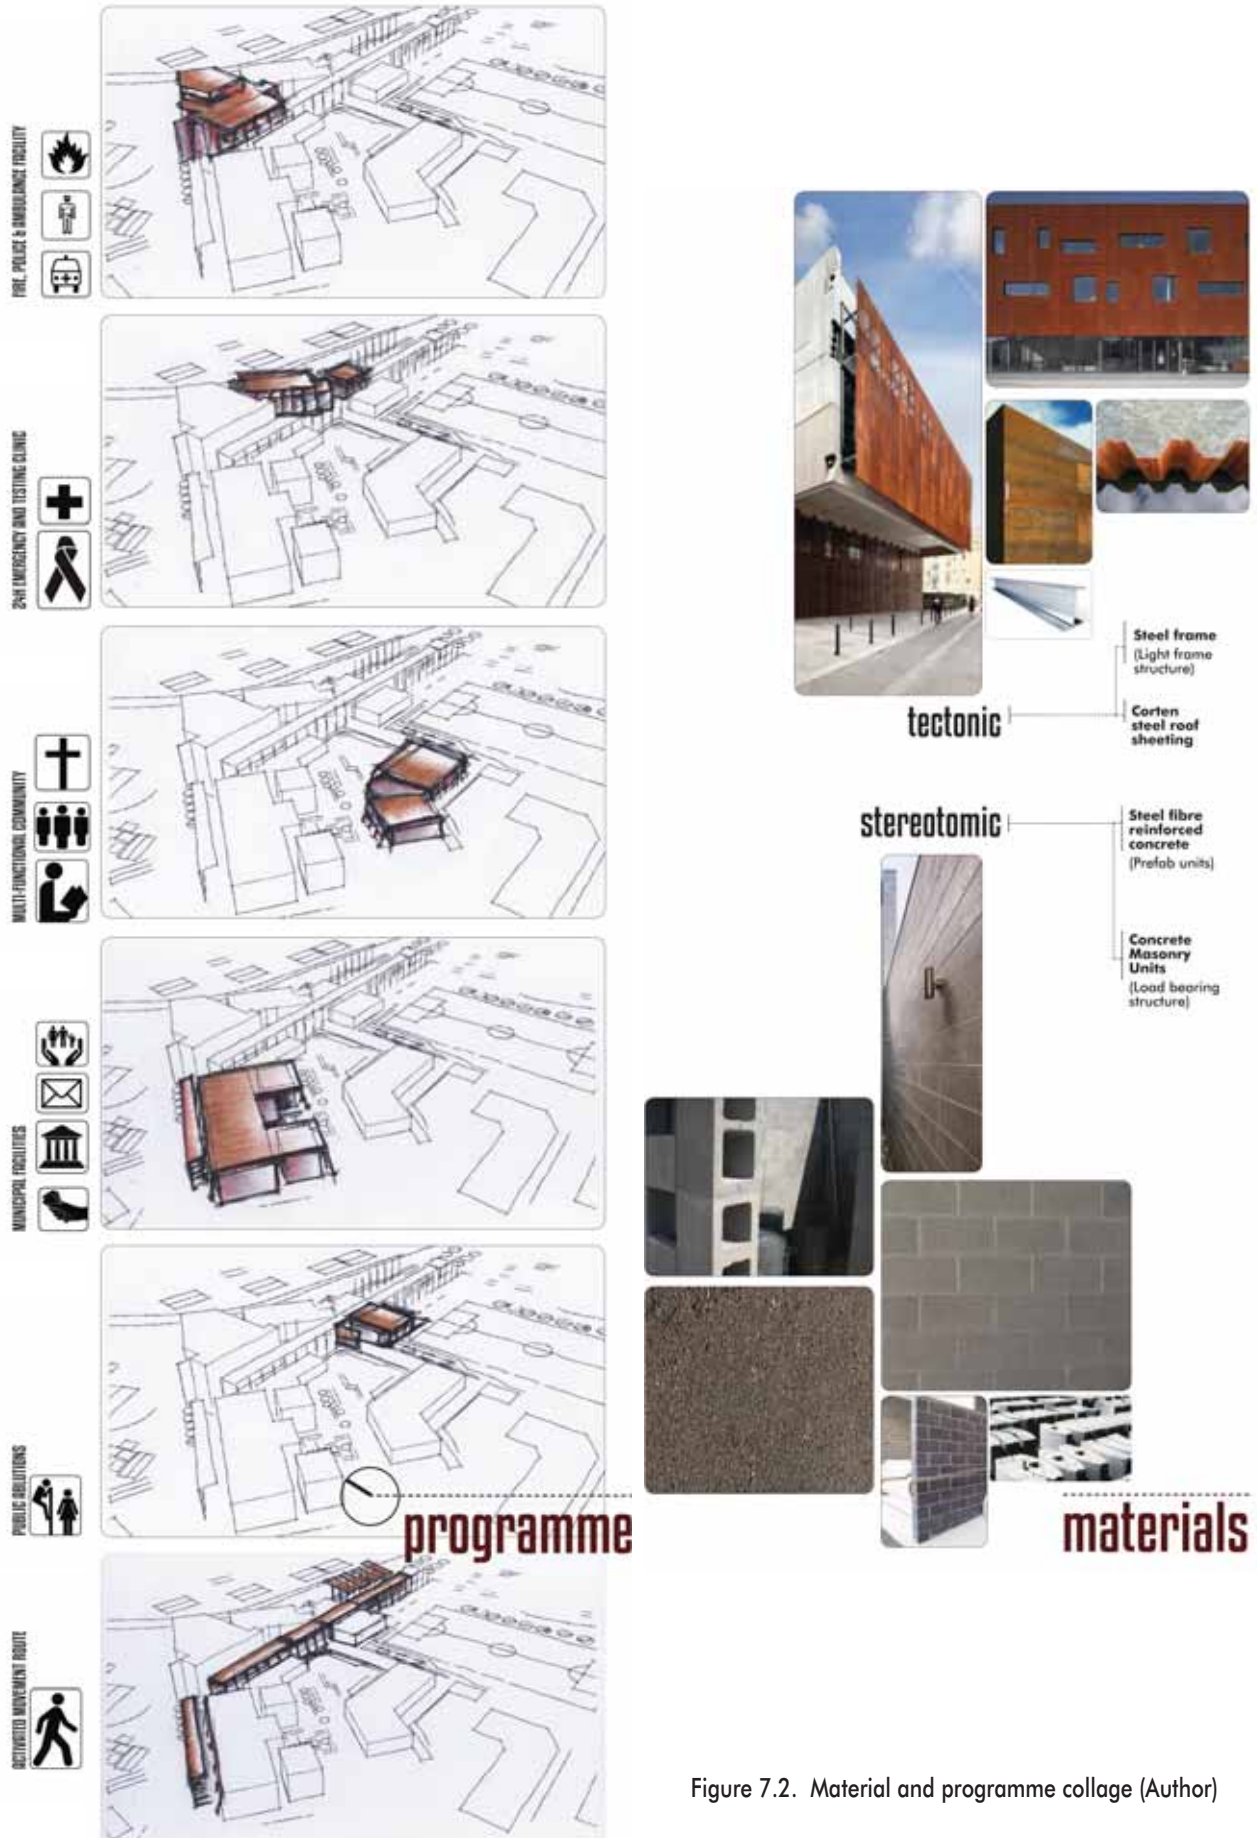 FIRE, POLICE & AMBULANCE FACILITY
24H EMERGENCY AND TESTING CLINIC
MULTI-FUNCTIONAL COMMUNITY
MUNICIPAL FACILITIES
PUBLIC ABLUTIONS
ACTIVATED MOVEMENT ROUTE
programme
Steel frame
(Light frame
structure)
tectonic
Corten
steel roof
sheeting
stereotomic
Steel fibre
reinforced
concrete
(Prefab units)
Concrete
Masonry
Units
(Load bearing
structure)
materials
Figure 7.2. Material and programme collage (Author)